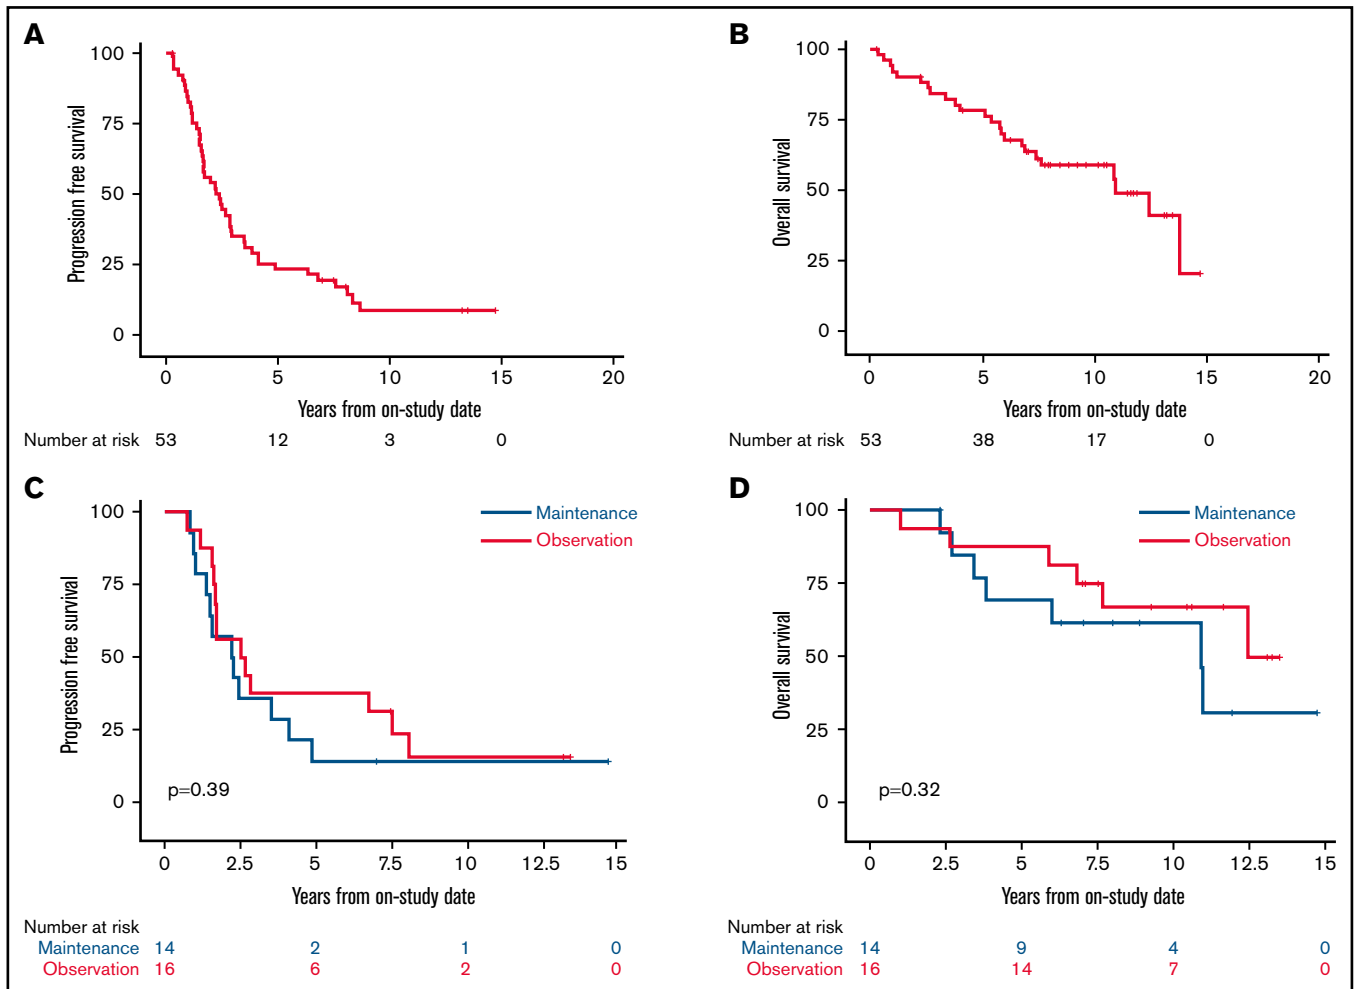 A
Progression free survival
100
75
50
25
0
0 5 10 15 20
Years from on-study date
Number at risk 53 12 3 0
B
Overall survival
100
75
50
25
0
0 5 10 15 20
Years from on-study date
Number at risk 53 38 17 0
C
Progression free survival
100
75
50
25
0
Maintenance
Observation
p=0.39
0 2.5 5 7.5 10 12.5 15
Years from on-study date
Number at risk
Maintenance 14 2 1 0
Observation 16 6 2 0
D
Overall survival
100
75
50
25
0
Maintenance
Observation
p=0.32
0 2.5 5 7.5 10 12.5 15
Years from on-study date
Number at risk
Maintenance 14 9 4 0
Observation 16 14 7 0